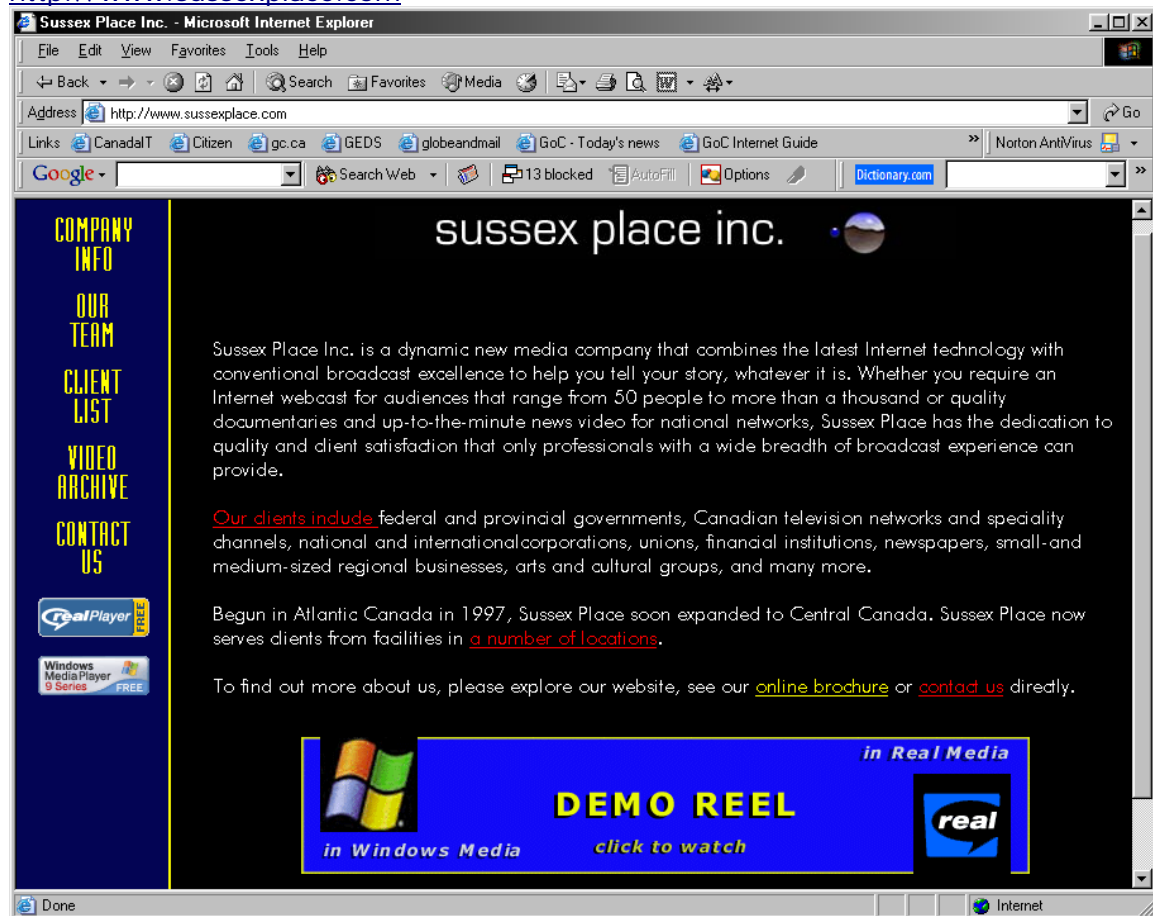 http://www.sussexplace.com
Sussex Place Inc. - Microsoft Internet Explorer
File Edit View Favorites Tools Help
Back Search Favorites Media
Address http://www.sussexplace.com Go
Links CanadaIT Citizen gc.ca GEDS globeandmail GoC - Today's news GoC Internet Guide » Norton AntiVirus
Google Search Web 13 blocked AutoFill Options Dictionary.com »
sussex place inc.
COMPANY
INFO
OUR
TEAM
CLIENT
LIST
VIDEO
ARCHIVE
CONTACT
US
realPlayer FREE
Windows
MediaPlayer
9 Series FREE
Sussex Place Inc. is a dynamic new media company that combines the latest Internet technology with
conventional broadcast excellence to help you tell your story, whatever it is. Whether you require an
Internet webcast for audiences that range from 50 people to more than a thousand or quality
documentaries and up-to-the-minute news video for national networks, Sussex Place has the dedication to
quality and client satisfaction that only professionals with a wide breadth of broadcast experience can
provide.
Our clients include federal and provincial governments, Canadian television networks and speciality
channels, national and internationalcorporations, unions, financial institutions, newspapers, small-and
medium-sized regional businesses, arts and cultural groups, and many more.
Begun in Atlantic Canada in 1997, Sussex Place soon expanded to Central Canada. Sussex Place now
serves clients from facilities in a number of locations.
To find out more about us, please explore our website, see our online brochure or contact us directly.
in Real Media
DEMO REEL
real
in Windows Media click to watch
Done Internet